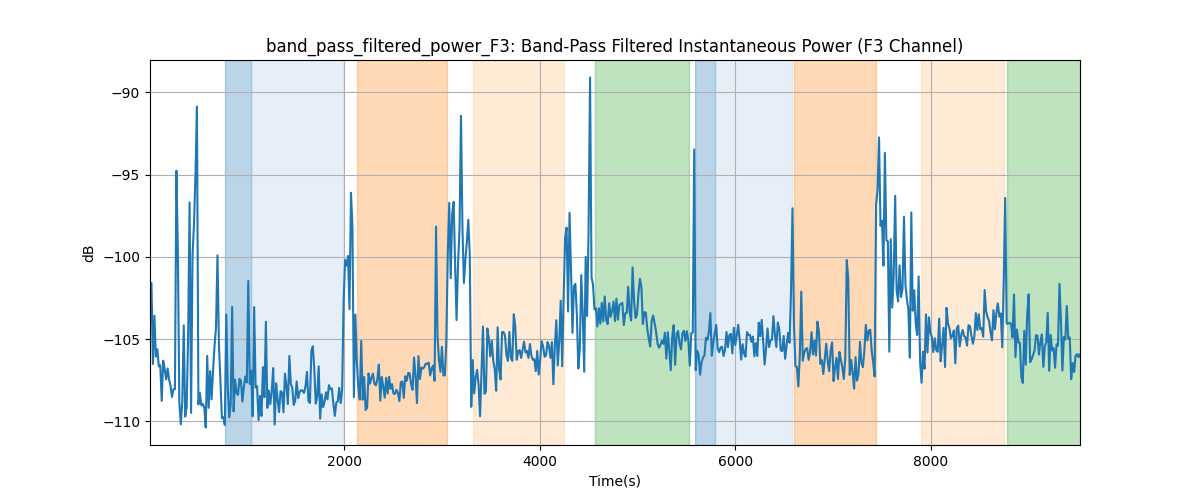 band_pass_filtered_power_F3: Band-Pass Filtered Instantaneous Power (F3 Channel)
−90
−95
−100
−105
−110
dB
2000 4000 6000 8000
Time(s)